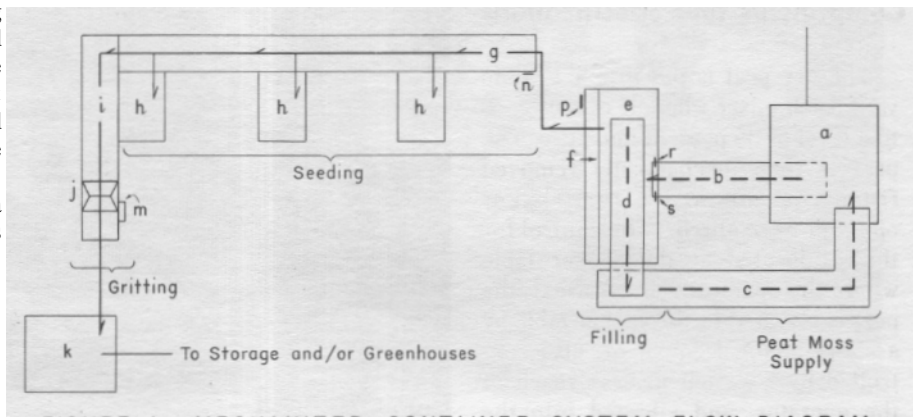 g
n
i
h
h
h
p
e
a
f
r
b
d
s
j
m
c
Seeding
Gritting
k
To Storage and/or Greenhouses
Filling
Peat Moss
Supply